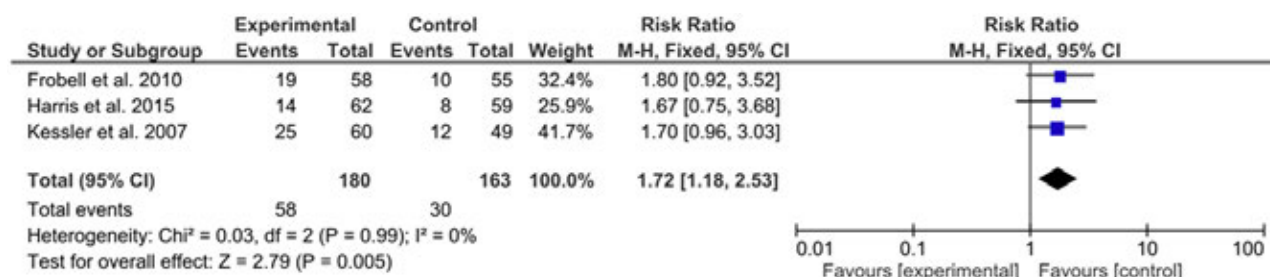 Experimental Control Risk Ratio Risk Ratio
Study or Subgroup Events Total Events Total Weight M-H, Fixed, 95% CI M-H, Fixed, 95% CI
Frobell et al. 2010 19 58 10 55 32.4% 1.80 [0.92, 3.52]
Harris et al. 2015 14 62 8 59 25.9% 1.67 [0.75, 3.68]
Kessler et al. 2007 25 60 12 49 41.7% 1.70 [0.96, 3.03]
Total (95% CI) 180 163 100.0% 1.72 [1.18, 2.53]
Total events 58 30
Heterogeneity: Chi² = 0.03, df = 2 (P = 0.99); I² = 0%
Test for overall effect: Z = 2.79 (P = 0.005)
0.01 0.1 1 10 100
Favours [experimental] Favours [control]